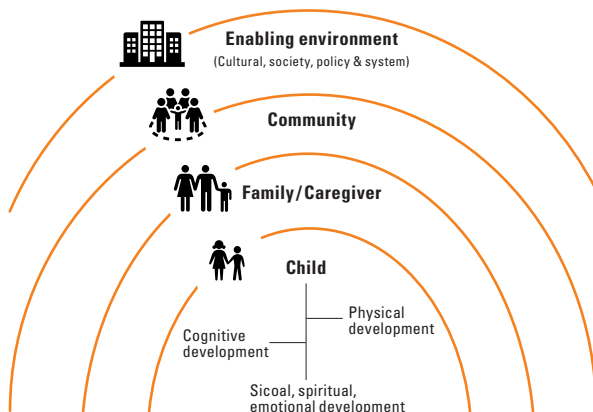 Enabling environment
(Cultural, society, policy & system)
Community
Family/Caregiver
Child
Physical
development
Cognitive
development
Sicoal, spiritual,
emotional development